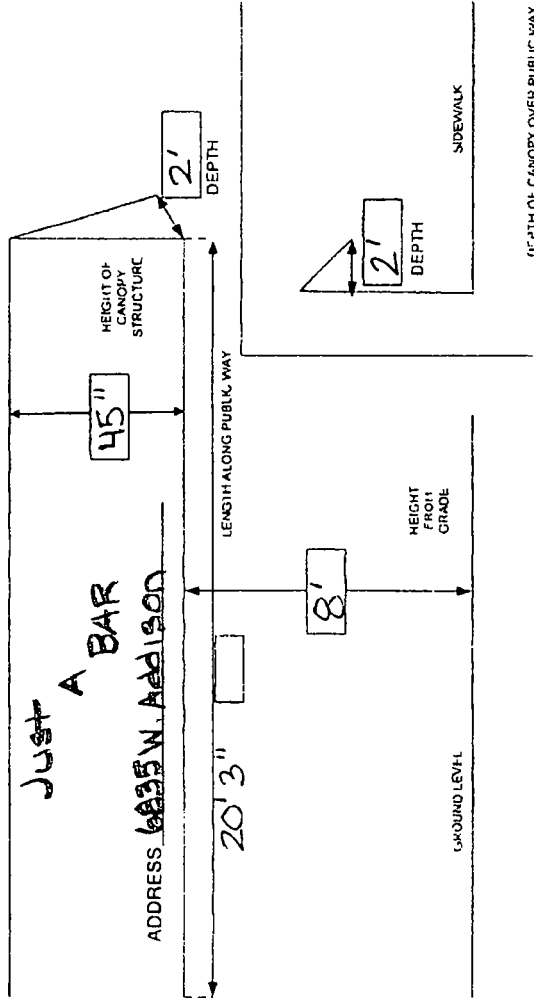 Just
A
BAR
ADDRESS 6835 W. Addison
45"
HEIGHT OF
CANOPY
STRUCTURE
2'
DEPTH
20' 3"
LENGTH ALONG PUBLIC WAY
8'
HEIGHT
FROM
GRADE
GROUND LEVEL
2'
DEPTH
SIDEWALK
DEPTH OF CANOPY OVER PUBLIC WAY